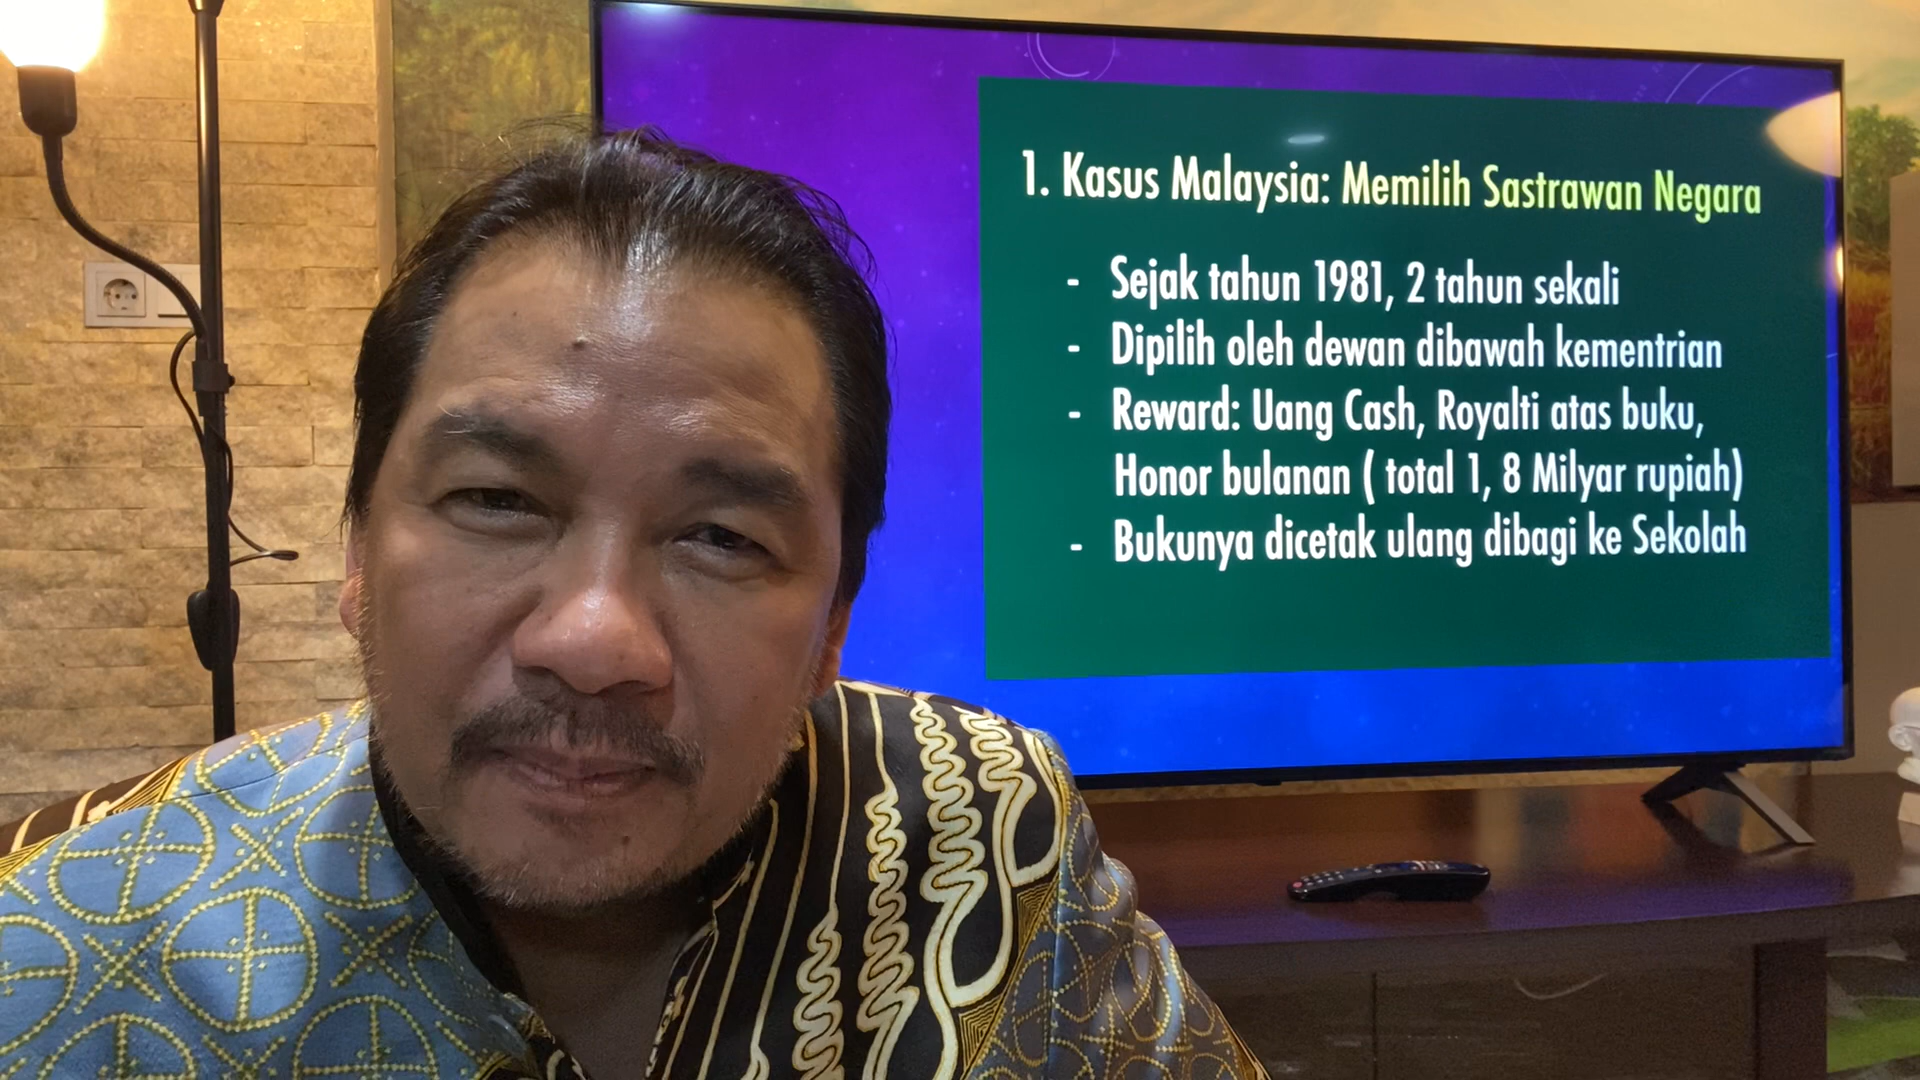 1. Kasus Malaysia: Memilih Sastrawan Negara
- Sejak tahun 1981, 2 tahun sekali
- Dipilih oleh dewan dibawah kementrian
- Reward: Uang Cash, Royalti atas buku,
Honor bulanan ( total 1, 8 Milyar rupiah)
- Bukunya dicetak ulang dibagi ke Sekolah